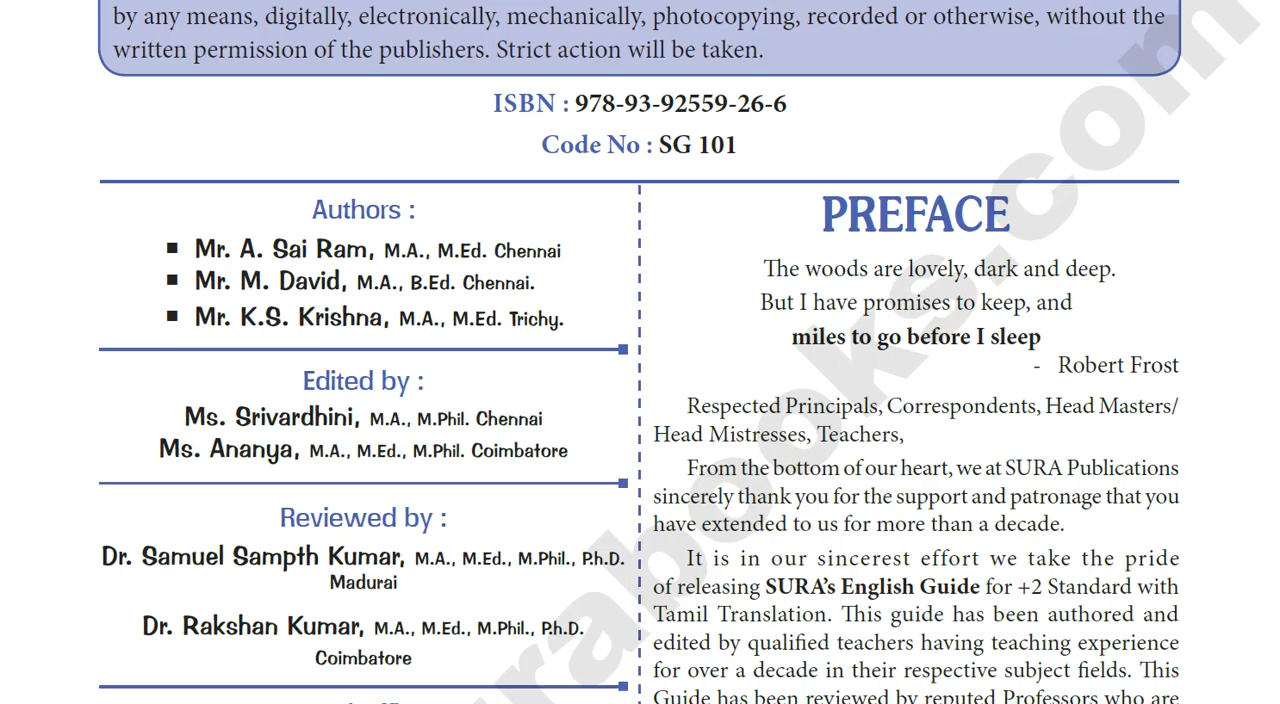 by any means, digitally, electronically, mechanically, photocopying, recorded or otherwise, without the
written permission of the publishers. Strict action will be taken.
ISBN : 978-93-92559-26-6
Code No : SG 101
Authors :
■ Mr. A. Sai Ram, M.A., M.Ed. Chennai
■ Mr. M. David, M.A., B.Ed. Chennai.
■ Mr. K.S. Krishna, M.A., M.Ed. Trichy.
Edited by :
Ms. Srivardhini, M.A., M.Phil. Chennai
Ms. Ananya, M.A., M.Ed., M.Phil. Coimbatore
Reviewed by :
Dr. Samuel Sampth Kumar, M.A., M.Ed., M.Phil., P.h.D.
Madurai
Dr. Rakshan Kumar, M.A., M.Ed., M.Phil., P.h.D.
Coimbatore
PREFACE
The woods are lovely, dark and deep.
But I have promises to keep, and
miles to go before I sleep
- Robert Frost
Respected Principals, Correspondents, Head Masters/
Head Mistresses, Teachers,
From the bottom of our heart, we at SURA Publications
sincerely thank you for the support and patronage that you
have extended to us for more than a decade.
It is in our sincerest effort we take the pride
of releasing SURA's English Guide for +2 Standard with
Tamil Translation. This guide has been authored and
edited by qualified teachers having teaching experience
for over a decade in their respective subject fields. This
Guide has been reviewed by reputed Professors who are
rabooks.com